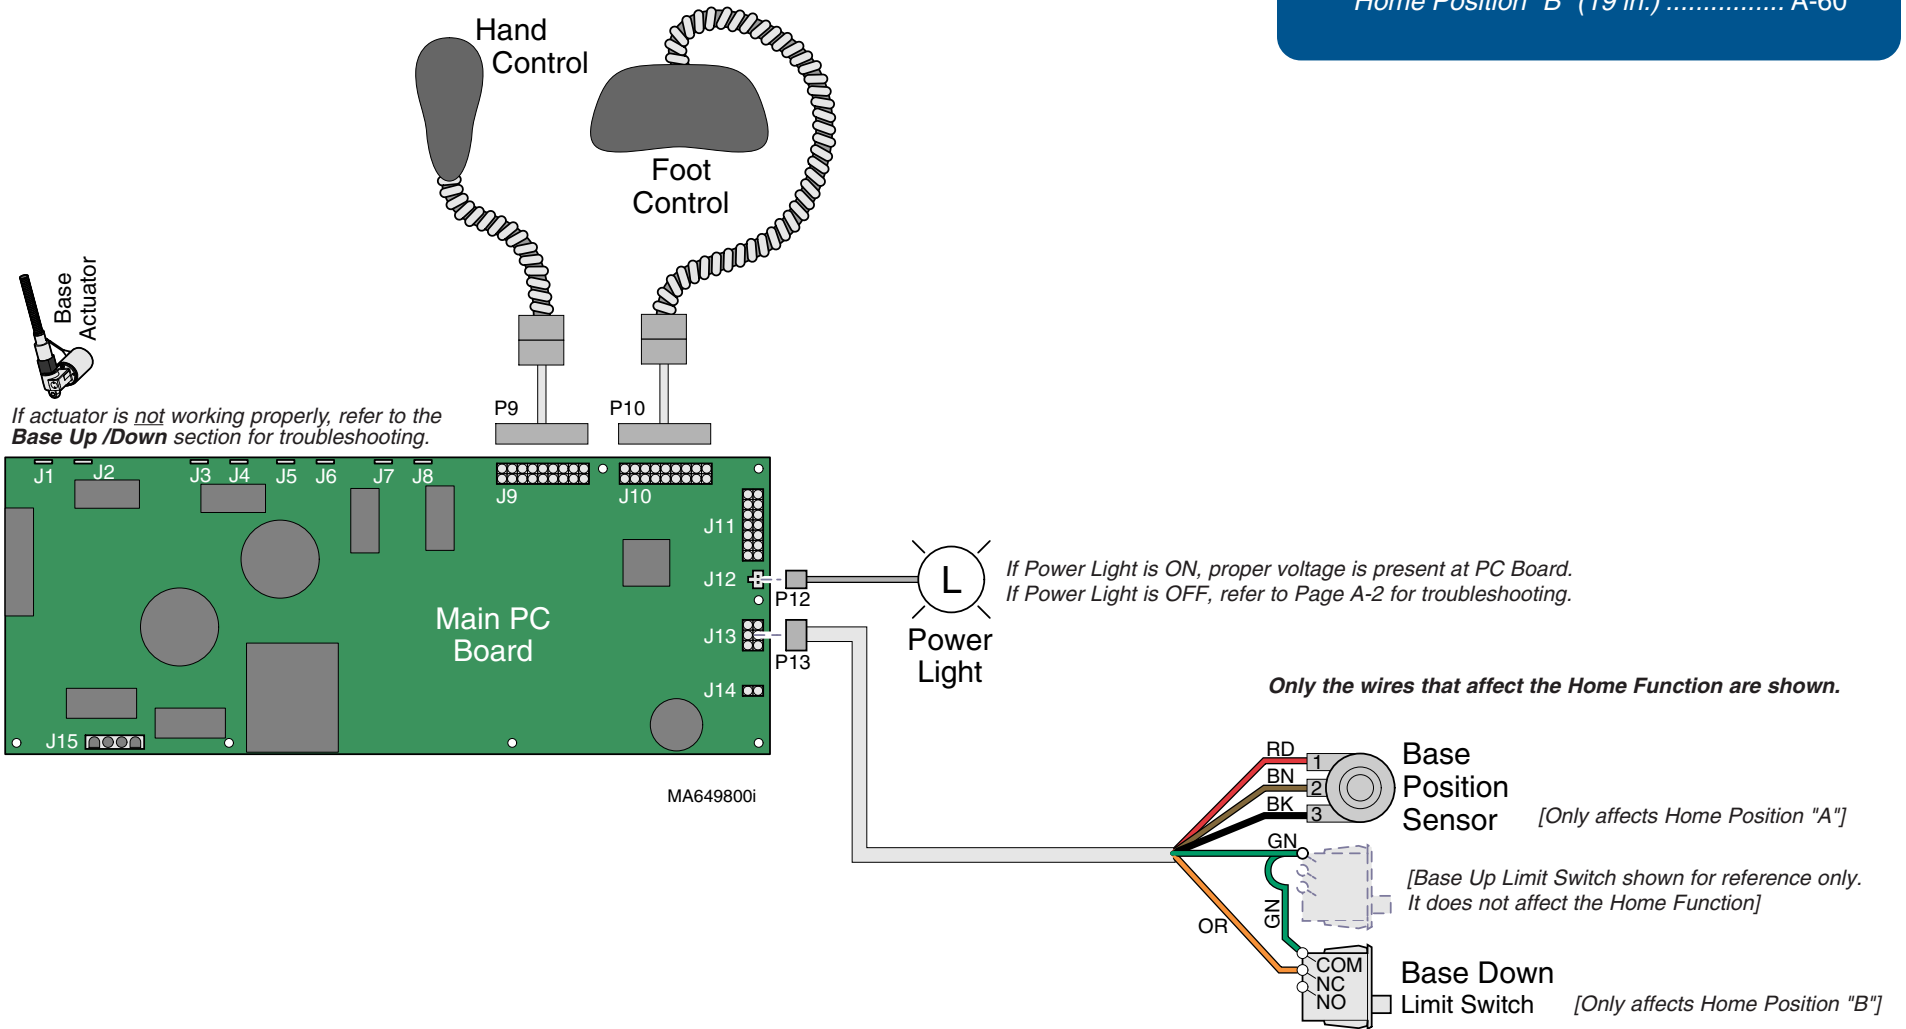 Home Position "B" (19 in.) ................ A-60
Hand
Control
Foot
Control
Base
Actuator
If actuator is not working properly, refer to the
Base Up /Down section for troubleshooting.
P9
P10
J1
J2
J3
J4
J5
J6
J7
J8
J9
J10
J11
J12
P12
J13
P13
J14
J15
Main PC
Board
MA649800i
L
Power
Light
If Power Light is ON, proper voltage is present at PC Board.
If Power Light is OFF, refer to Page A-2 for troubleshooting.
Only the wires that affect the Home Function are shown.
RD
BN
BK
GN
GN
OR
1
2
3
Base
Position
Sensor
[Only affects Home Position "A"]
[Base Up Limit Switch shown for reference only.
It does not affect the Home Function]
COM
NC
NO
Base Down
Limit Switch
[Only affects Home Position "B"]